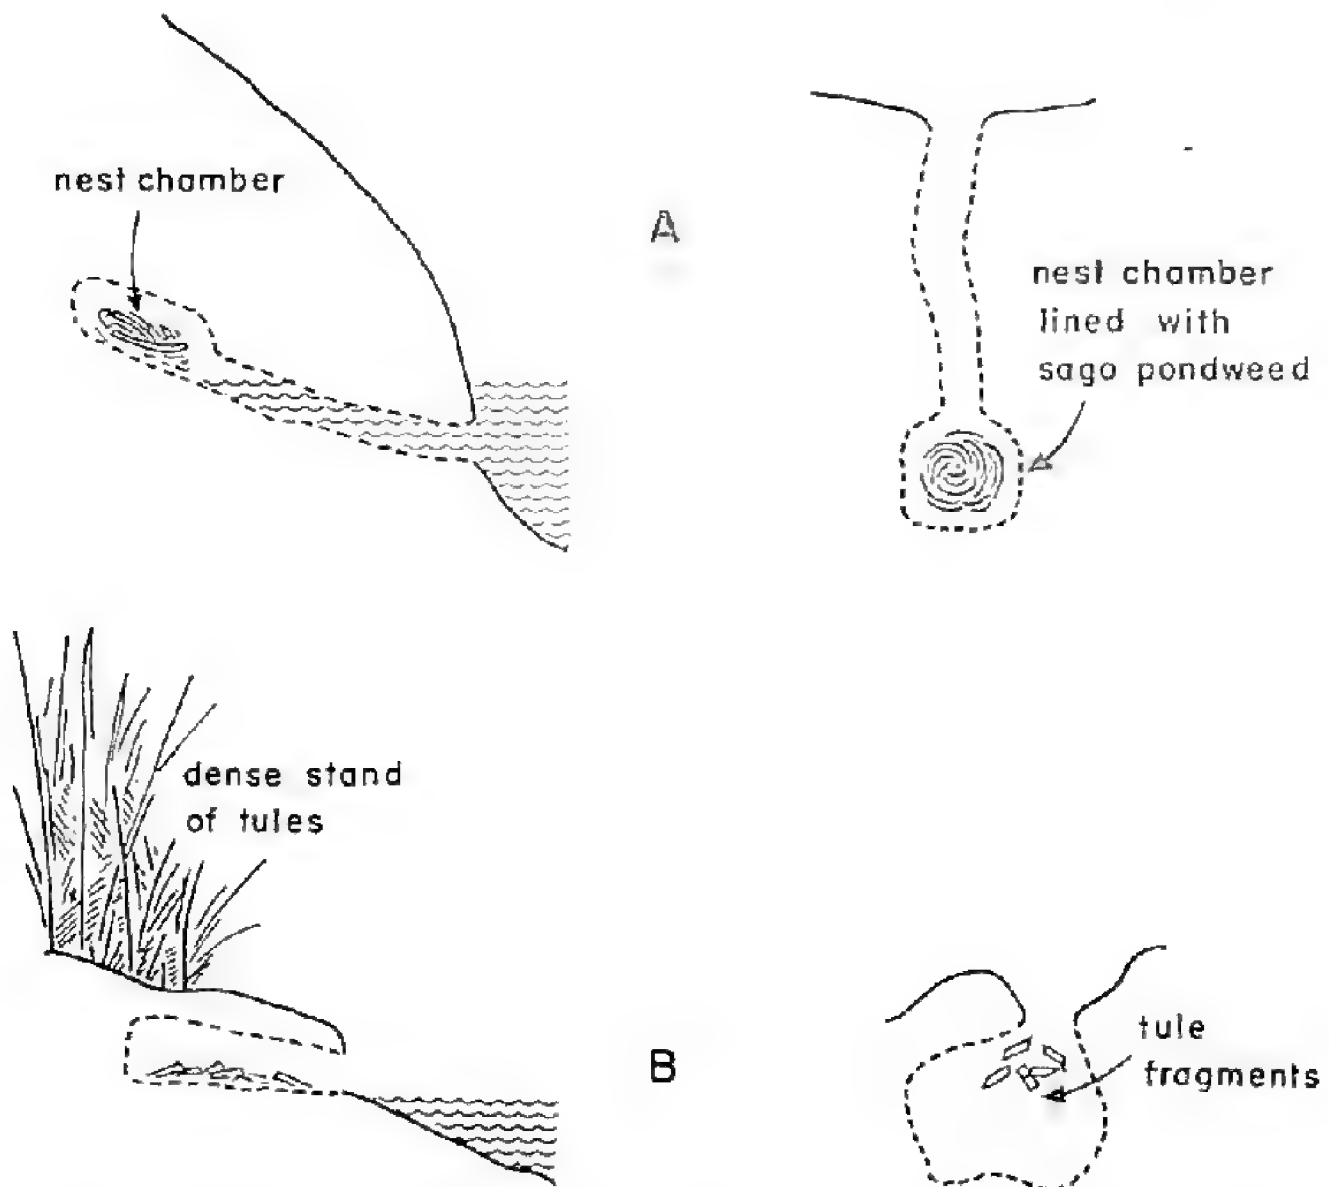 nest chamber
A
nest chamber
lined with
sago pondweed
dense stand
of tules
B
tule
fragments